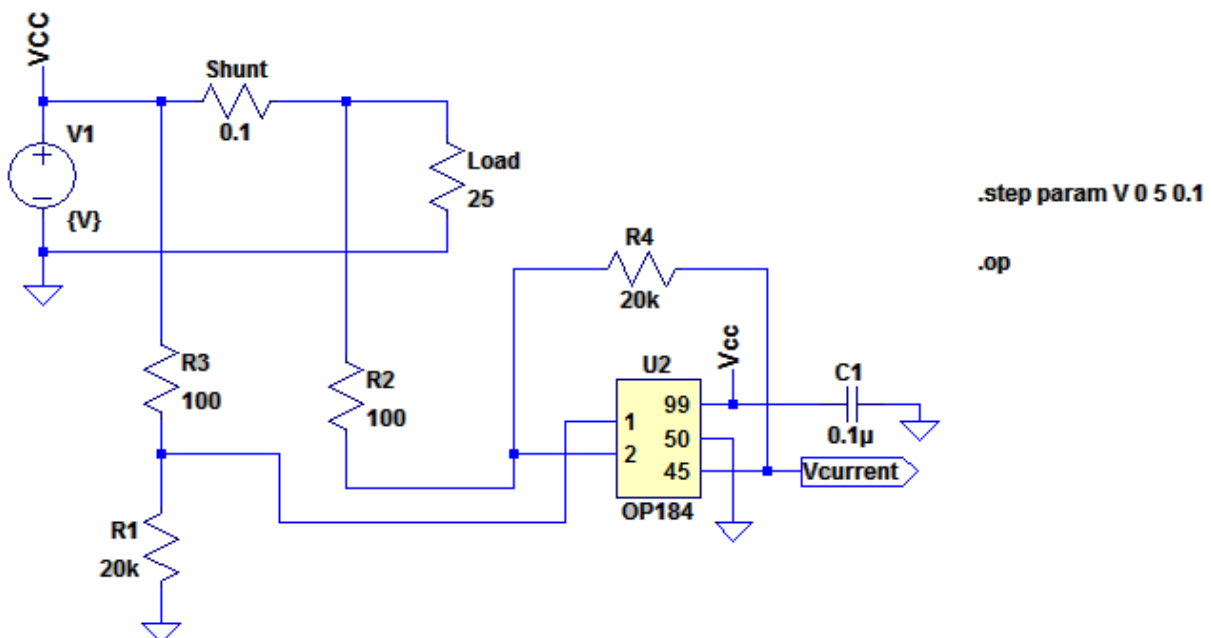 VCC
Shunt
0.1
V1
{V}
Load
25
.step param V 0 5 0.1
.op
R4
20k
R3
100
R2
100
U2
Vcc
C1
0.1µ
1
2
99
50
45
OP184
Vcurrent
R1
20k